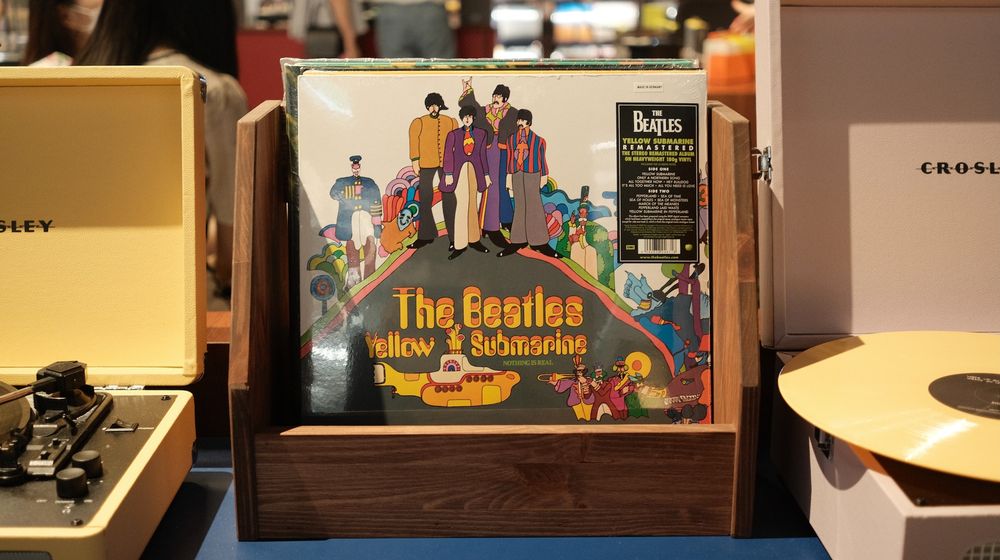 MADE IN GERMANY
THE
BEATLES
YELLOW SUBMARINE
REMASTERED
THE STEREO REMASTERED ALBUM
ON HEAVYWEIGHT 180g VINYL
SIDE ONE
YELLOW SUBMARINE
ONLY A NORTHERN SONG
ALL TOGETHER NOW · HEY BULLDOG
IT'S ALL TOO MUCH · ALL YOU NEED IS LOVE
SIDE TWO
PEPPERLAND · SEA OF TIME
SEA OF HOLES · SEA OF MONSTERS
MARCH OF THE MEANIES
PEPPERLAND LAID WASTE
YELLOW SUBMARINE IN PEPPERLAND
EMI
www.thebeatles.com
SLEY
CROSL
The Beatles
Yellow Submarine
NOTHING IS REAL